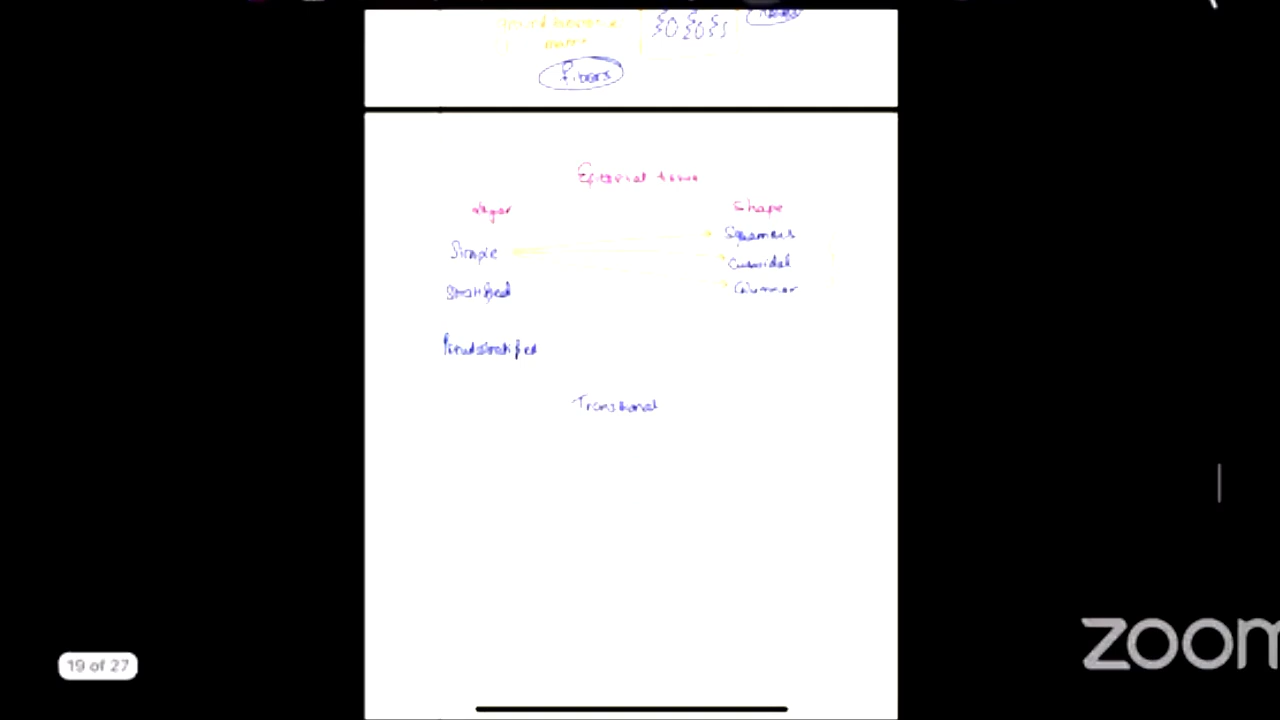 Fibers
Epithelial tissue
Layer Shape
Simple Squamous
Cuboidal
Stratified Columnar
Pseudostratified
Transitional
19 of 27
zoom